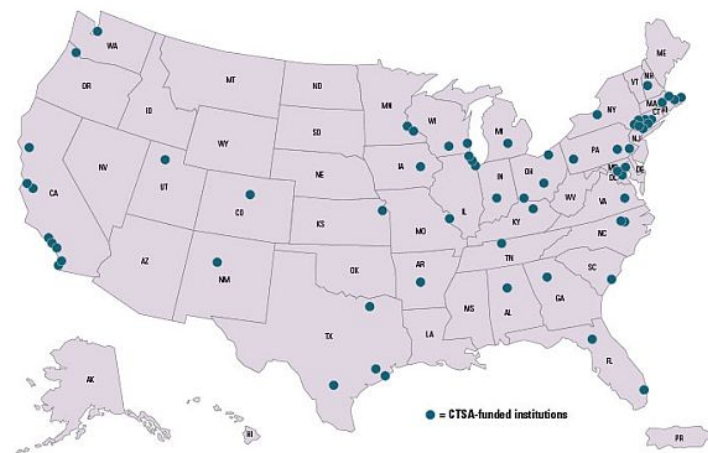 WA
ME
MT
ND
VT
NH
OR
MN
ID
SD
WI
NY
MA
CT
RI
WY
MI
IA
PA
NJ
NE
NV
OH
MD
DE
UT
IN
DC
IL
CA
CO
WV
VA
KS
MO
KY
NC
TN
OK
AR
SC
AZ
NM
MS
AL
GA
LA
TX
FL
AK
= CTSA-funded institutions
HI
PR